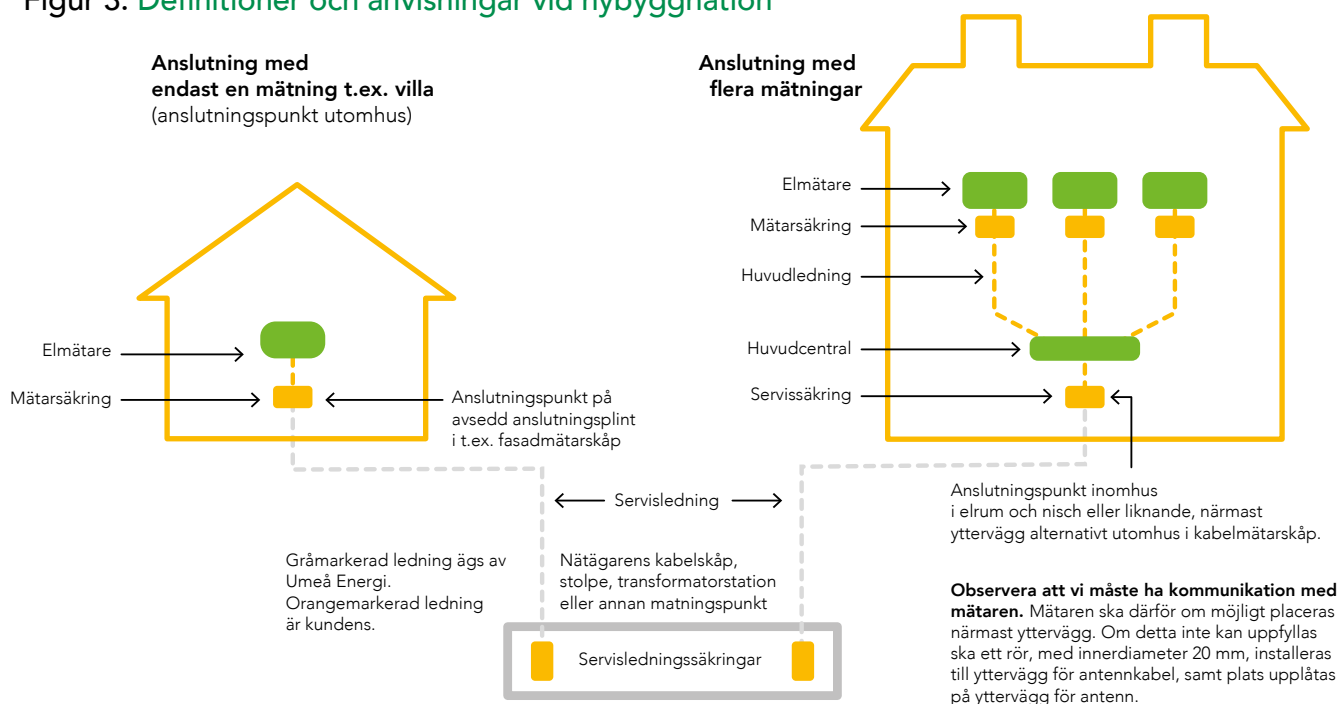 Figur 3. Definitioner och anvisningar vid nybyggnation
Anslutning med
endast en mätning t.ex. villa
(anslutningspunkt utomhus)
Elmätare
Mätarsäkring
Anslutningspunkt på
avsedd anslutningsplint
i t.ex. fasadmätarskåp
Anslutning med
flera mätningar
Elmätare
Mätarsäkring
Huvudledning
Huvudcentral
Servissäkring
Servisledning
Anslutningspunkt inomhus
i elrum och nisch eller liknande, närmast
yttervägg alternativt utomhus i kabelmätarskåp.
Gråmarkerad ledning ägs av
Umeå Energi.
Orangemarkerad ledning
är kundens.
Nätägarens kabelskåp,
stolpe, transformatorstation
eller annan matningspunkt
Servisledningssäkringar
Observera att vi måste ha kommunikation med
mätaren. Mätaren ska därför om möjligt placeras
närmast yttervägg. Om detta inte kan uppfyllas
ska ett rör, med innerdiameter 20 mm, installeras
till yttervägg för antennkabel, samt plats upplåtas
på yttervägg för antenn.